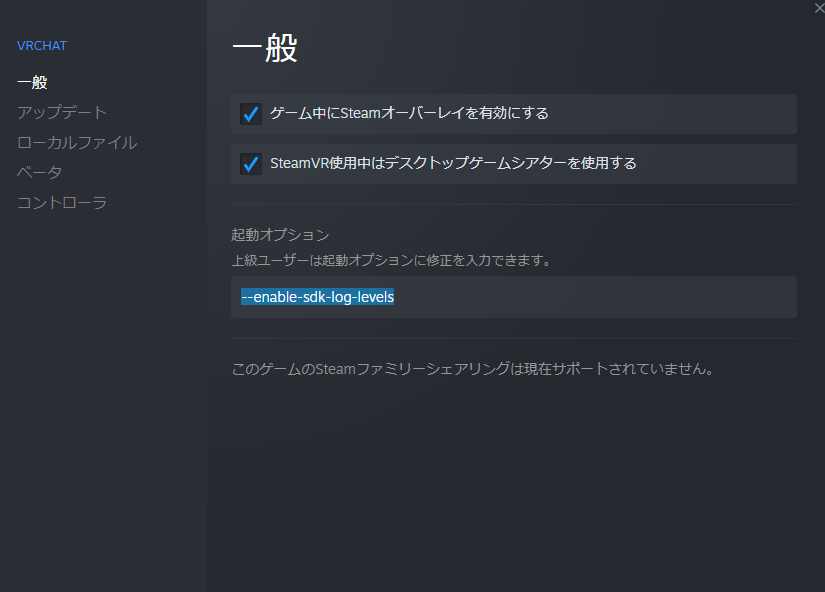 VRCHAT
一般
アップデート
ローカルファイル
ベータ
コントローラ
一般
ゲーム中にSteamオーバーレイを有効にする
SteamVR使用中はデスクトップゲームシアターを使用する
起動オプション
上級ユーザーは起動オプションに修正を入力できます。
--enable-sdk-log-levels
このゲームのSteamファミリーシェアリングは現在サポートされていません。